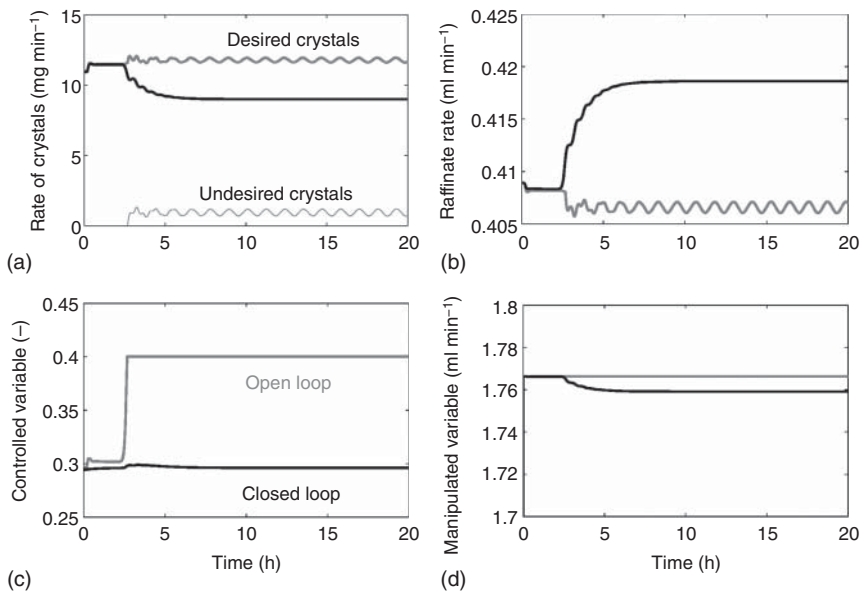 15
10
5
0
0
5
10
15
20
Rate of crystals (mg min⁻¹)
Desired crystals
Undesired crystals
(a)
0.425
0.42
0.415
0.41
0.405
0
5
10
15
20
Raffinate rate (ml min⁻¹)
(b)
0.45
0.4
0.35
0.3
0.25
0
5
10
15
20
Controlled variable (−)
Open loop
Closed loop
Time (h)
(c)
1.8
1.78
1.76
1.74
1.72
1.7
0
5
10
15
20
Manipulated variable (ml min⁻¹)
Time (h)
(d)